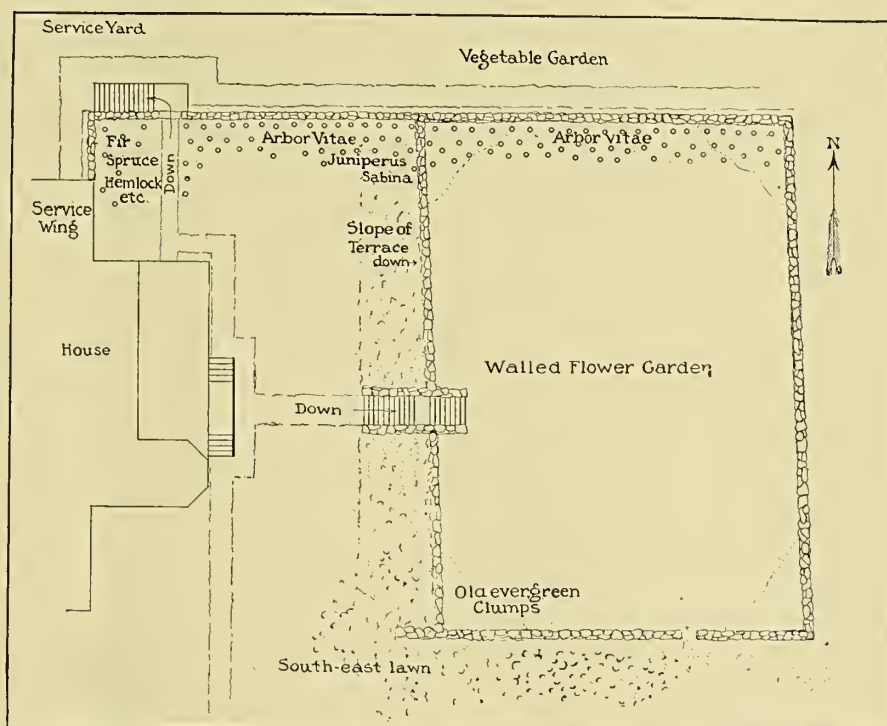 Service Yard
Vegetable Garden
Fir
Spruce
Hemlock
etc.
Down
Arbor Vitae
Juniperus
Sabina
Arbor vitae
N
Service
Wing
Slope of
Terrace
down→
House
Walled Flower Garden
Down
Old evergreen
Clumps
South-east lawn